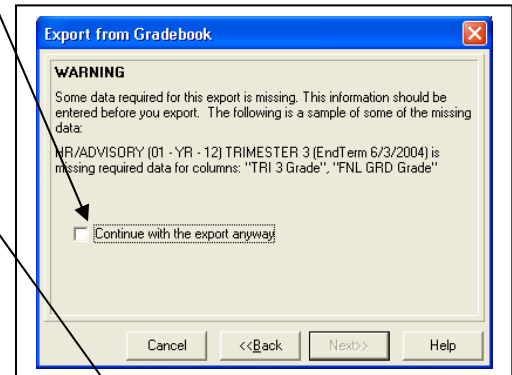 Export from Gradebook
WARNING
Some data required for this export is missing. This information should be
entered before you export. The following is a sample of some of the missing
data:
HR/ADVISORY (01 - YR - 12) TRIMESTER 3 (EndTerm 6/3/2004) is
missing required data for columns: "TRI 3 Grade", "FNL GRD Grade"
Continue with the export anyway
Cancel <<Back Next>> Help